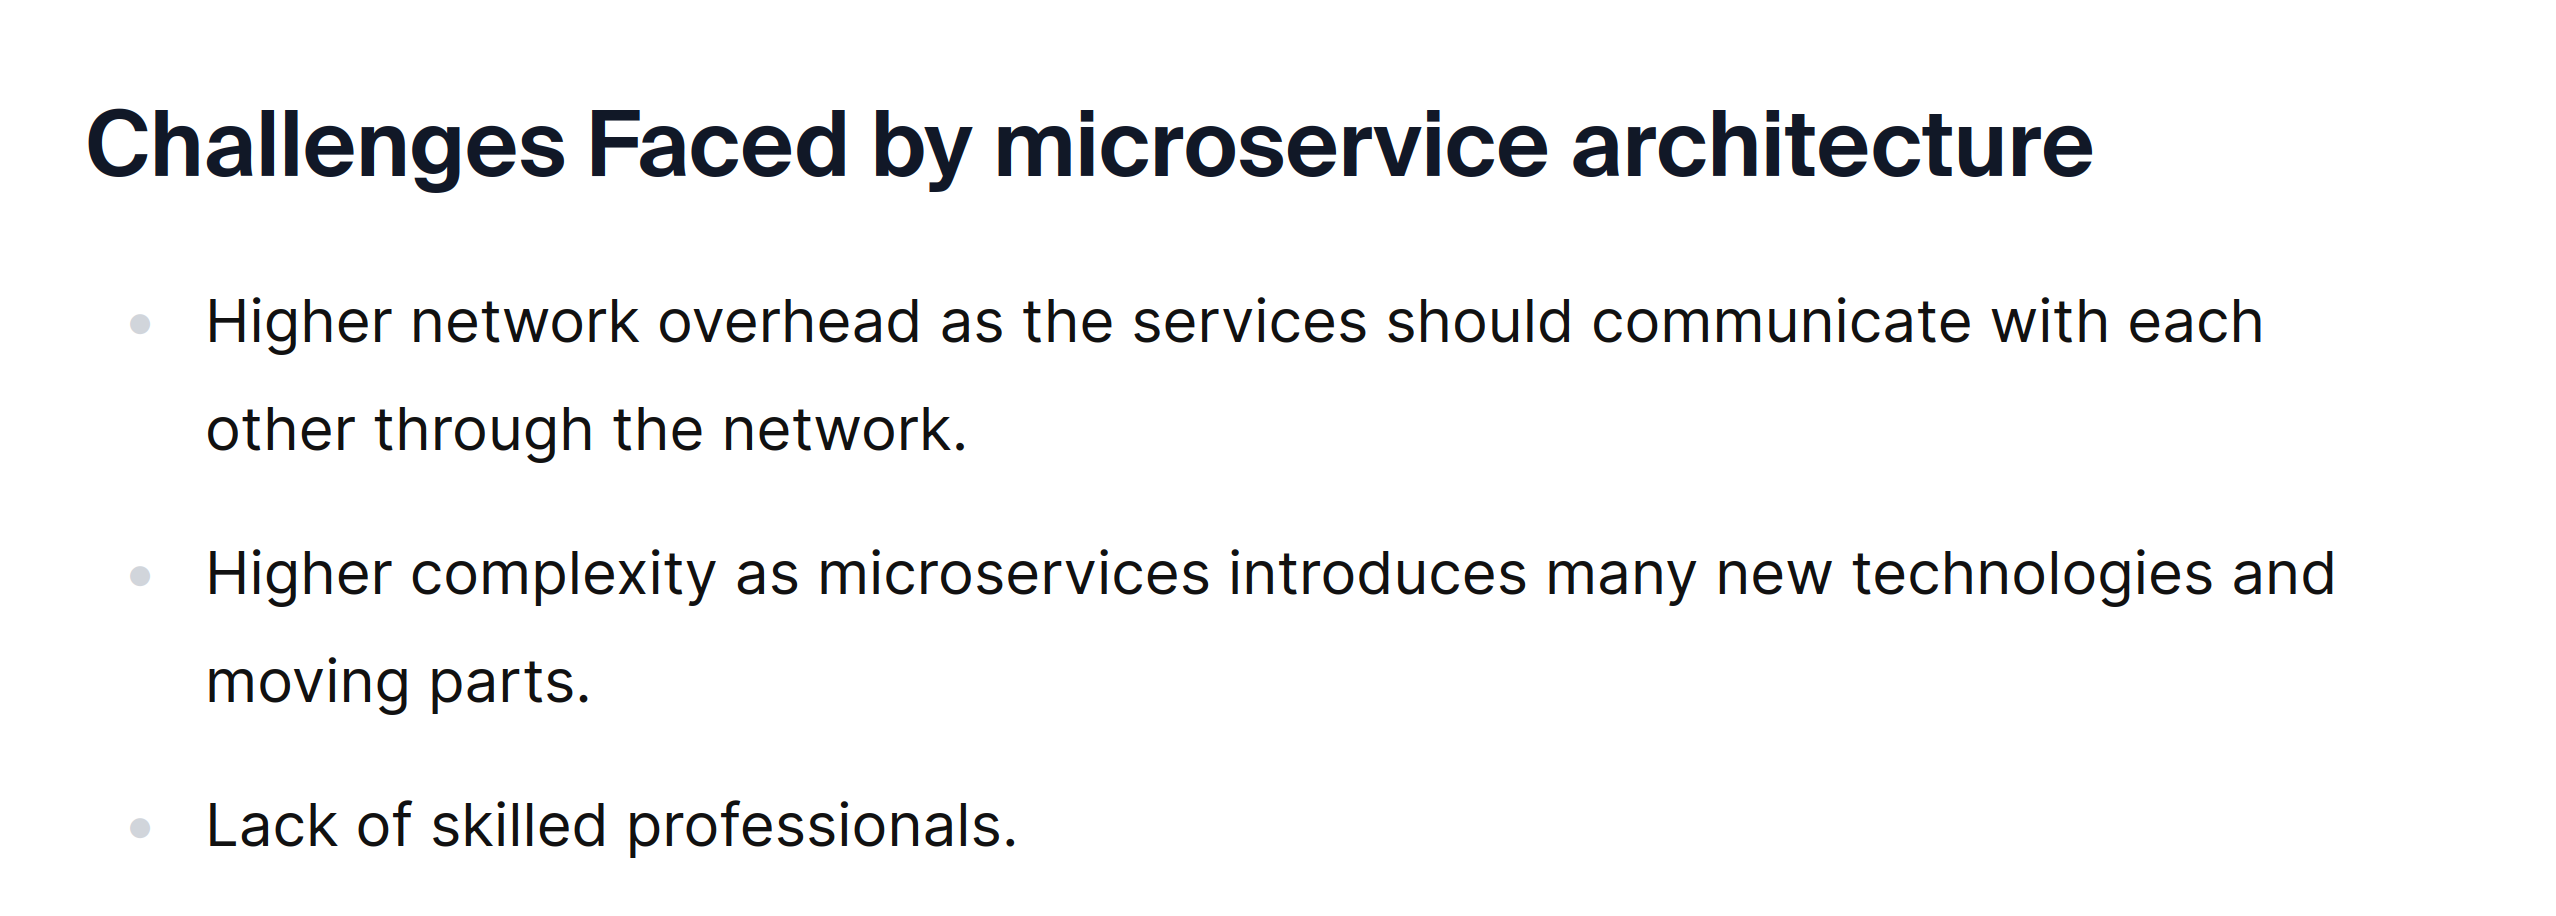 Challenges Faced by microservice architecture
Higher network overhead as the services should communicate with each
other through the network.
Higher complexity as microservices introduces many new technologies and
moving parts.
Lack of skilled professionals.